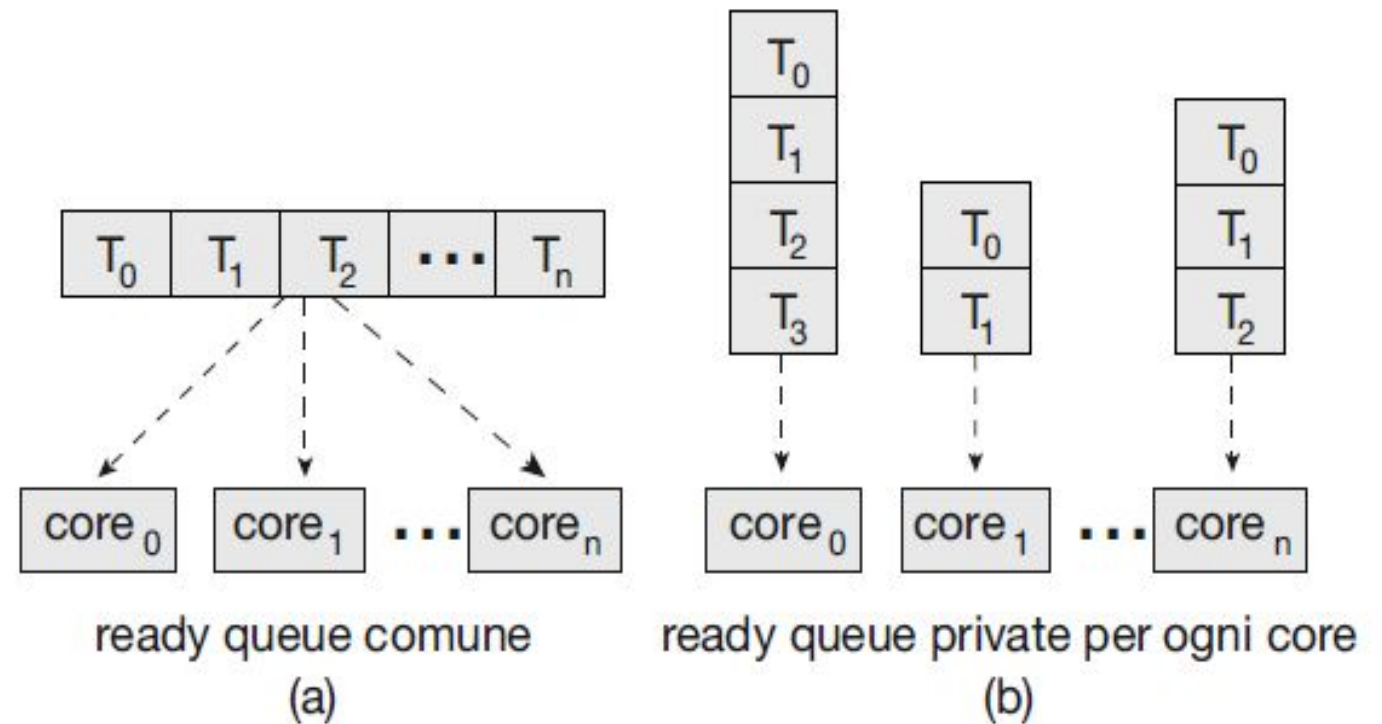 T₀ T₁ T₂ ... Tₙ
core₀ core₁ ... coreₙ
ready queue comune
(a)
T₀
T₁
T₂
T₃
T₀
T₁
T₀
T₁
T₂
core₀ core₁ ... coreₙ
ready queue private per ogni core
(b)